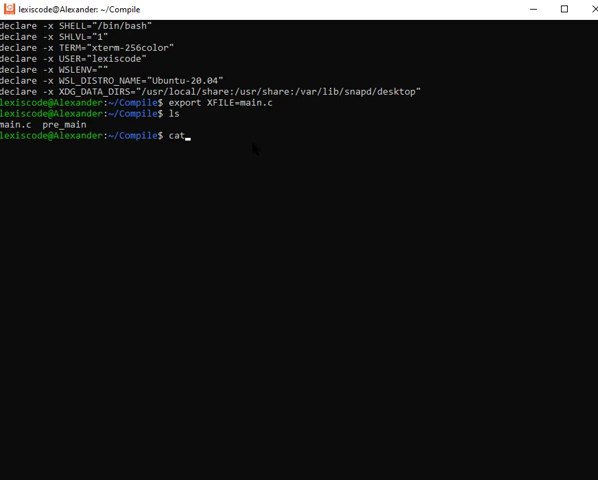 lexiscode@Alexander: ~/Compile
declare -x SHELL="/bin/bash"
declare -x SHLVL="1"
declare -x TERM="xterm-256color"
declare -x USER="lexiscode"
declare -x WSLENV=""
declare -x WSL_DISTRO_NAME="Ubuntu-20.04"
declare -x XDG_DATA_DIRS="/usr/local/share:/usr/share:/var/lib/snapd/desktop"
lexiscode@Alexander:~/Compile$ export XFILE=main.c
lexiscode@Alexander:~/Compile$ ls
main.c  pre_main
lexiscode@Alexander:~/Compile$ cat